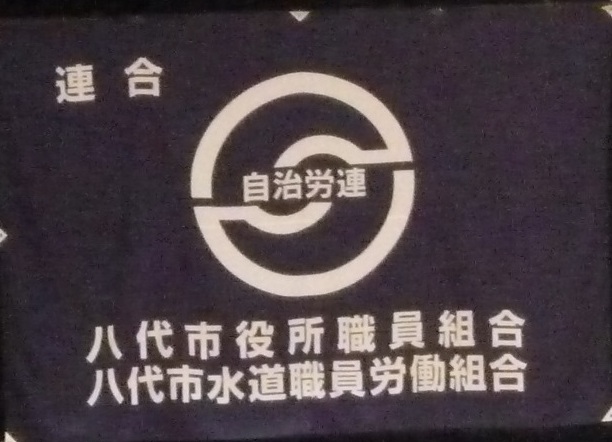 連合
自治労連
八代市役所職員組合
八代市水道職員労働組合